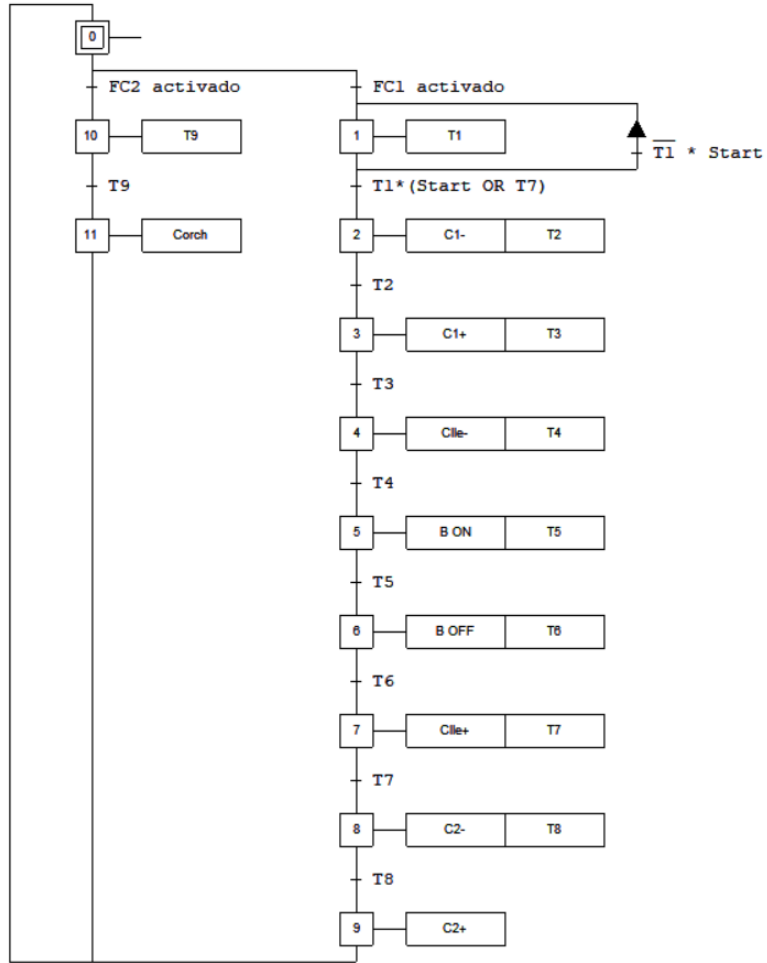 0
FC2 activado
FC1 activado
10
T9
1
T1
T1 * Start
T9
T1*(Start OR T7)
11
Corch
2
C1-
T2
T2
3
C1+
T3
T3
4
Clle-
T4
T4
5
B ON
T5
T5
6
B OFF
T6
T6
7
Clle+
T7
T7
8
C2-
T8
T8
9
C2+